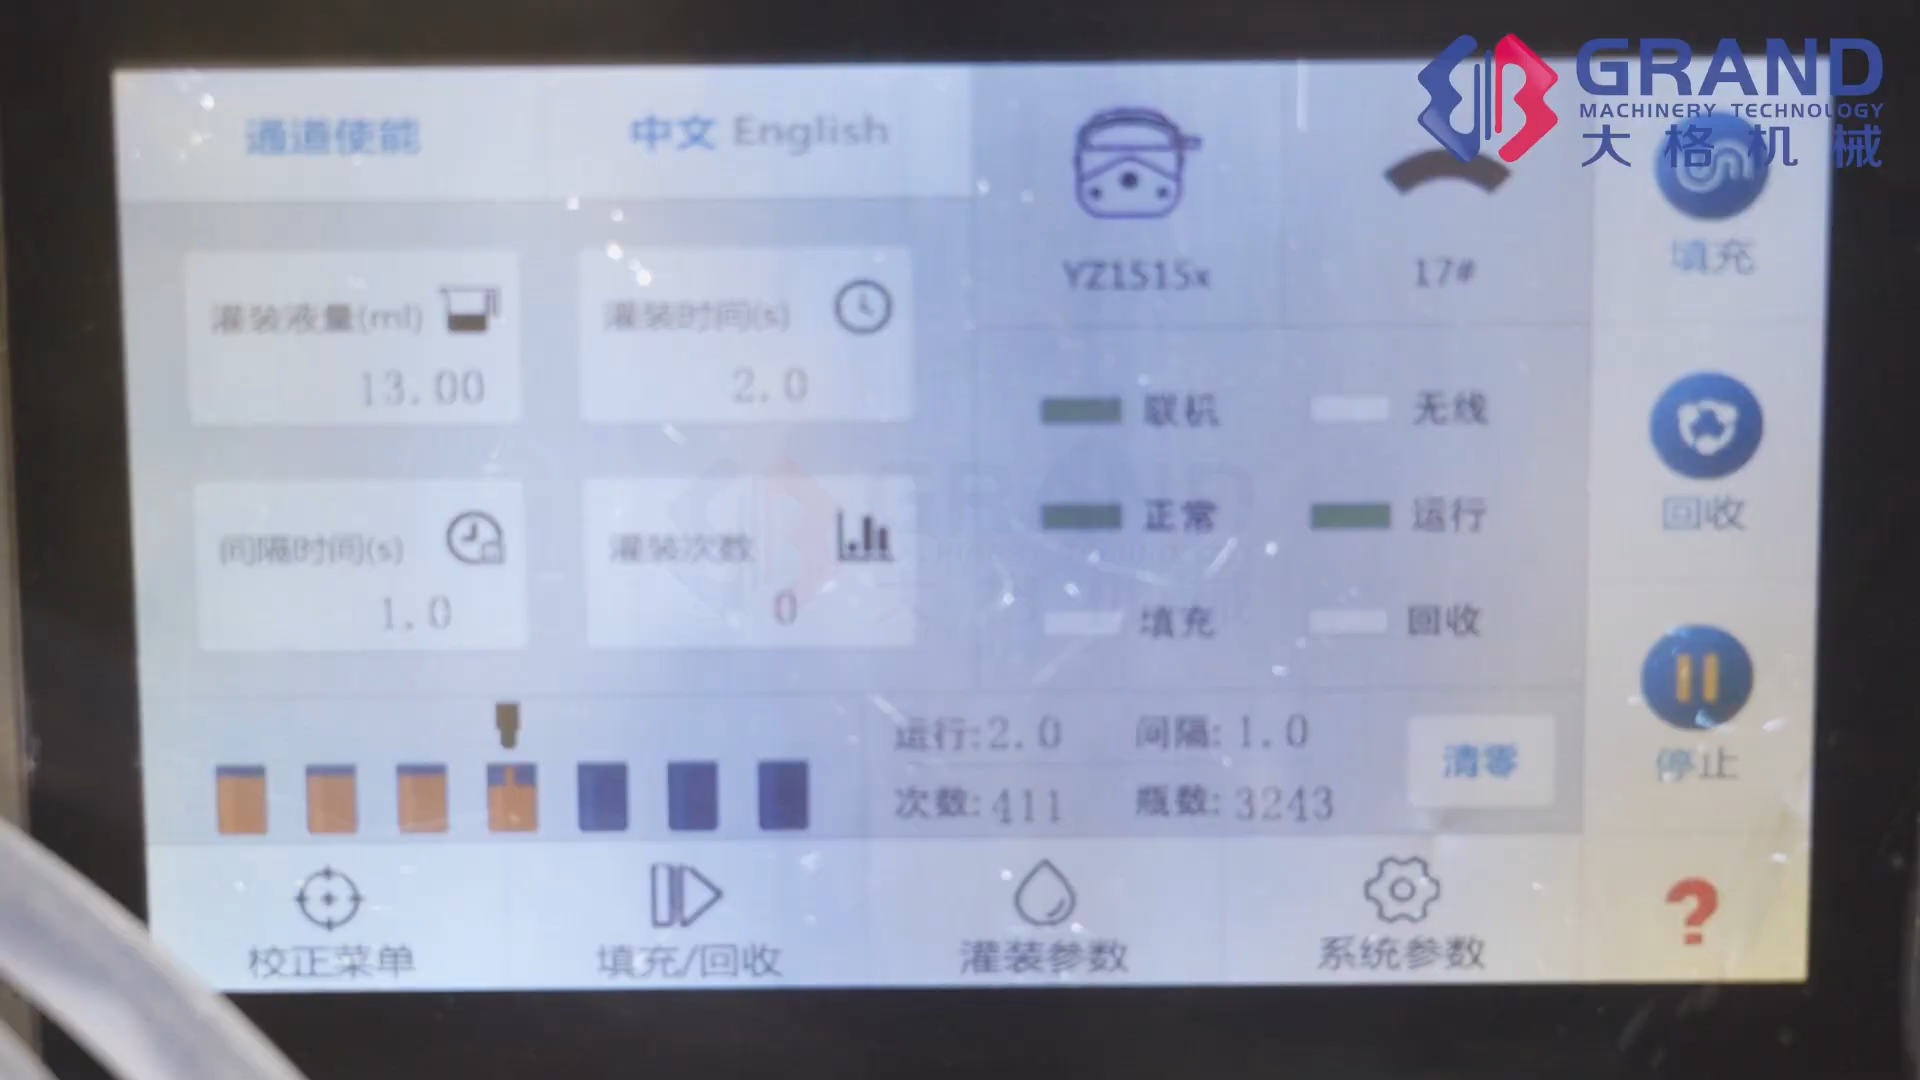 GRAND
MACHINERY TECHNOLOGY
大格机械
通道使能
中文 English
YZ1515x
17#
填充
灌装液量(ml)
13.00
灌装时间(s)
2.0
联机
无线
回收
间隔时间(s)
1.0
灌装次数
0
正常
运行
填充
回收
运行:2.0
间隔:1.0
清零
停止
次数:411
瓶数:3243
校正菜单
填充/回收
灌装参数
系统参数
?